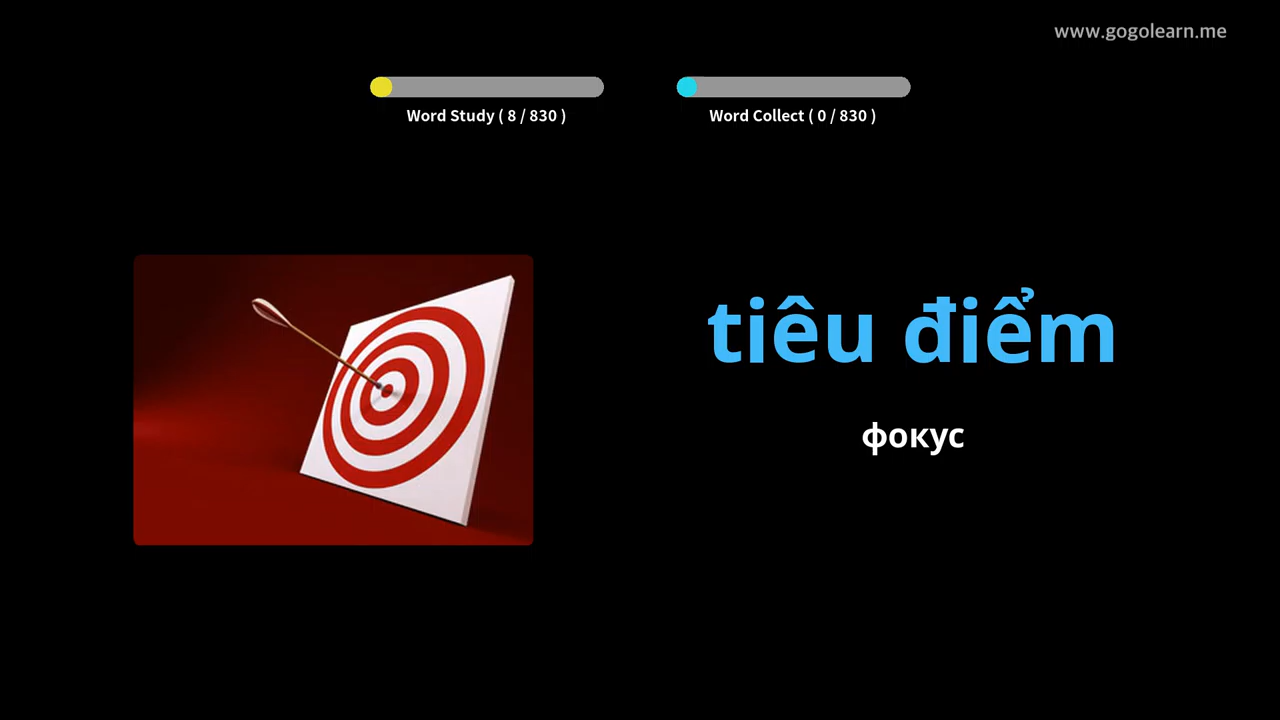 www.gogolearn.me
Word Study ( 8 / 830 )
Word Collect ( 0 / 830 )
tiêu điểm
фокус